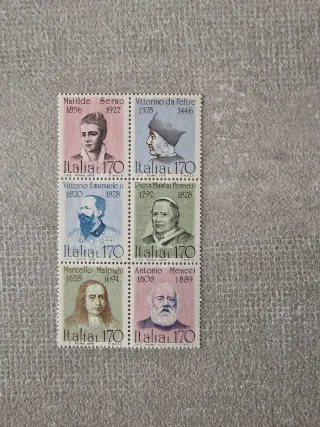 Matilde Serao
1856 1927
Italia L 170
Vittorino da Feltre
1378 1446
Italia L 170
Vittorio Emanuele II
1820 1878
Italia L 170
Pio IX Mastai Ferretti
1792 1878
Italia L 170
Marcello Malpighi
1628 1694
Italia L 170
Antonio Meucci
1808 1889
Italia L 170